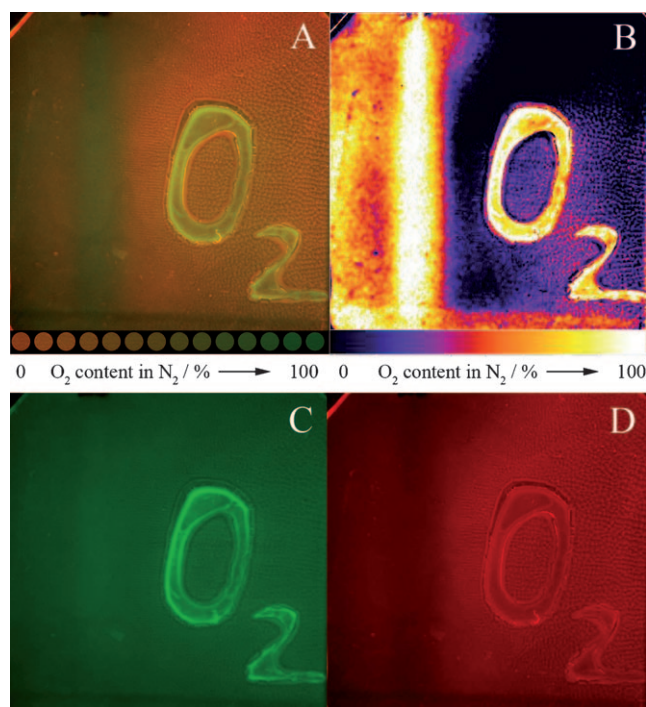 A B
O2
O2
0 O₂ content in N₂ / % 100
0 O₂ content in N₂ / % 100
C D
O2
O2